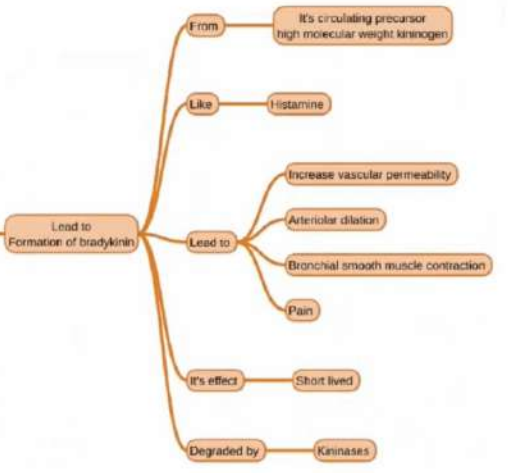 From
It's circulating precursor
high molecular weight kininogen
Like
Histamine
Lead to
Formation of bradykinin
Lead to
Increase vascular permeability
Arteriolar dilation
Bronchial smooth muscle contraction
Pain
It's effect
Short lived
Degraded by
Kininases